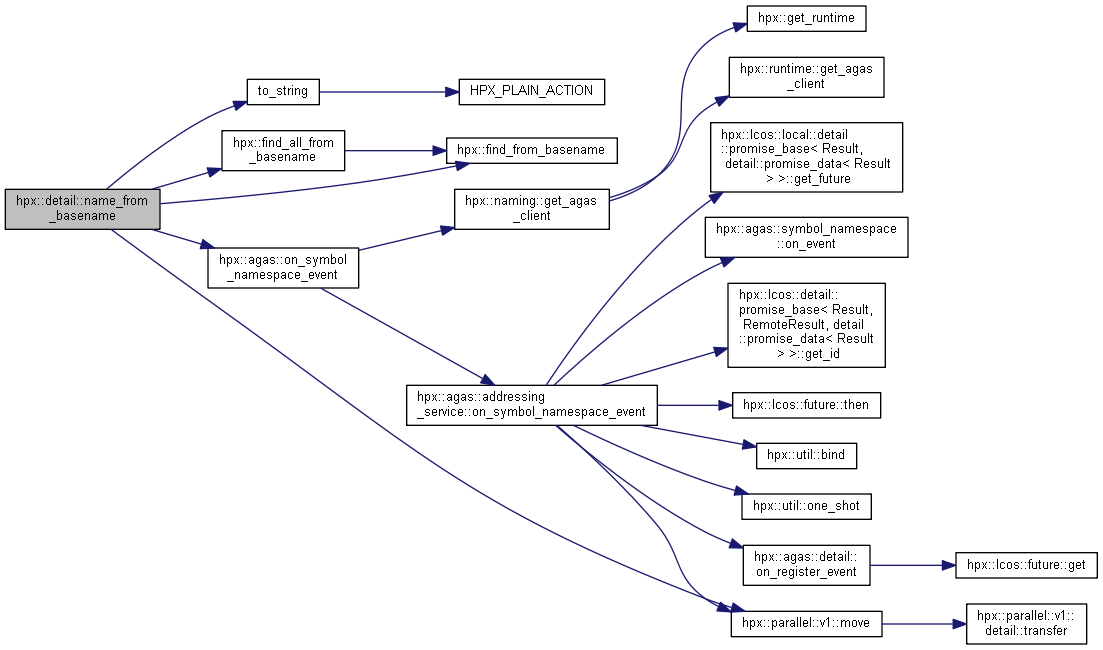 hpx::get_runtime
hpx::runtime::get_agas
_client
to_string
HPX_PLAIN_ACTION
hpx::find_all_from
_basename
hpx::find_from_basename
hpx::lcos::local::detail
::promise_base< Result,
detail::promise_data< Result
> >::get_future
hpx::detail::name_from
_basename
hpx::naming::get_agas
_client
hpx::agas::symbol_namespace
::on_event
hpx::agas::on_symbol
_namespace_event
hpx::lcos::detail::
promise_base< Result,
RemoteResult, detail
::promise_data< Result
> >::get_id
hpx::agas::addressing
_service::on_symbol_namespace_event
hpx::lcos::future::then
hpx::util::bind
hpx::util::one_shot
hpx::agas::detail::
on_register_event
hpx::lcos::future::get
hpx::parallel::v1::move
hpx::parallel::v1::
detail::transfer